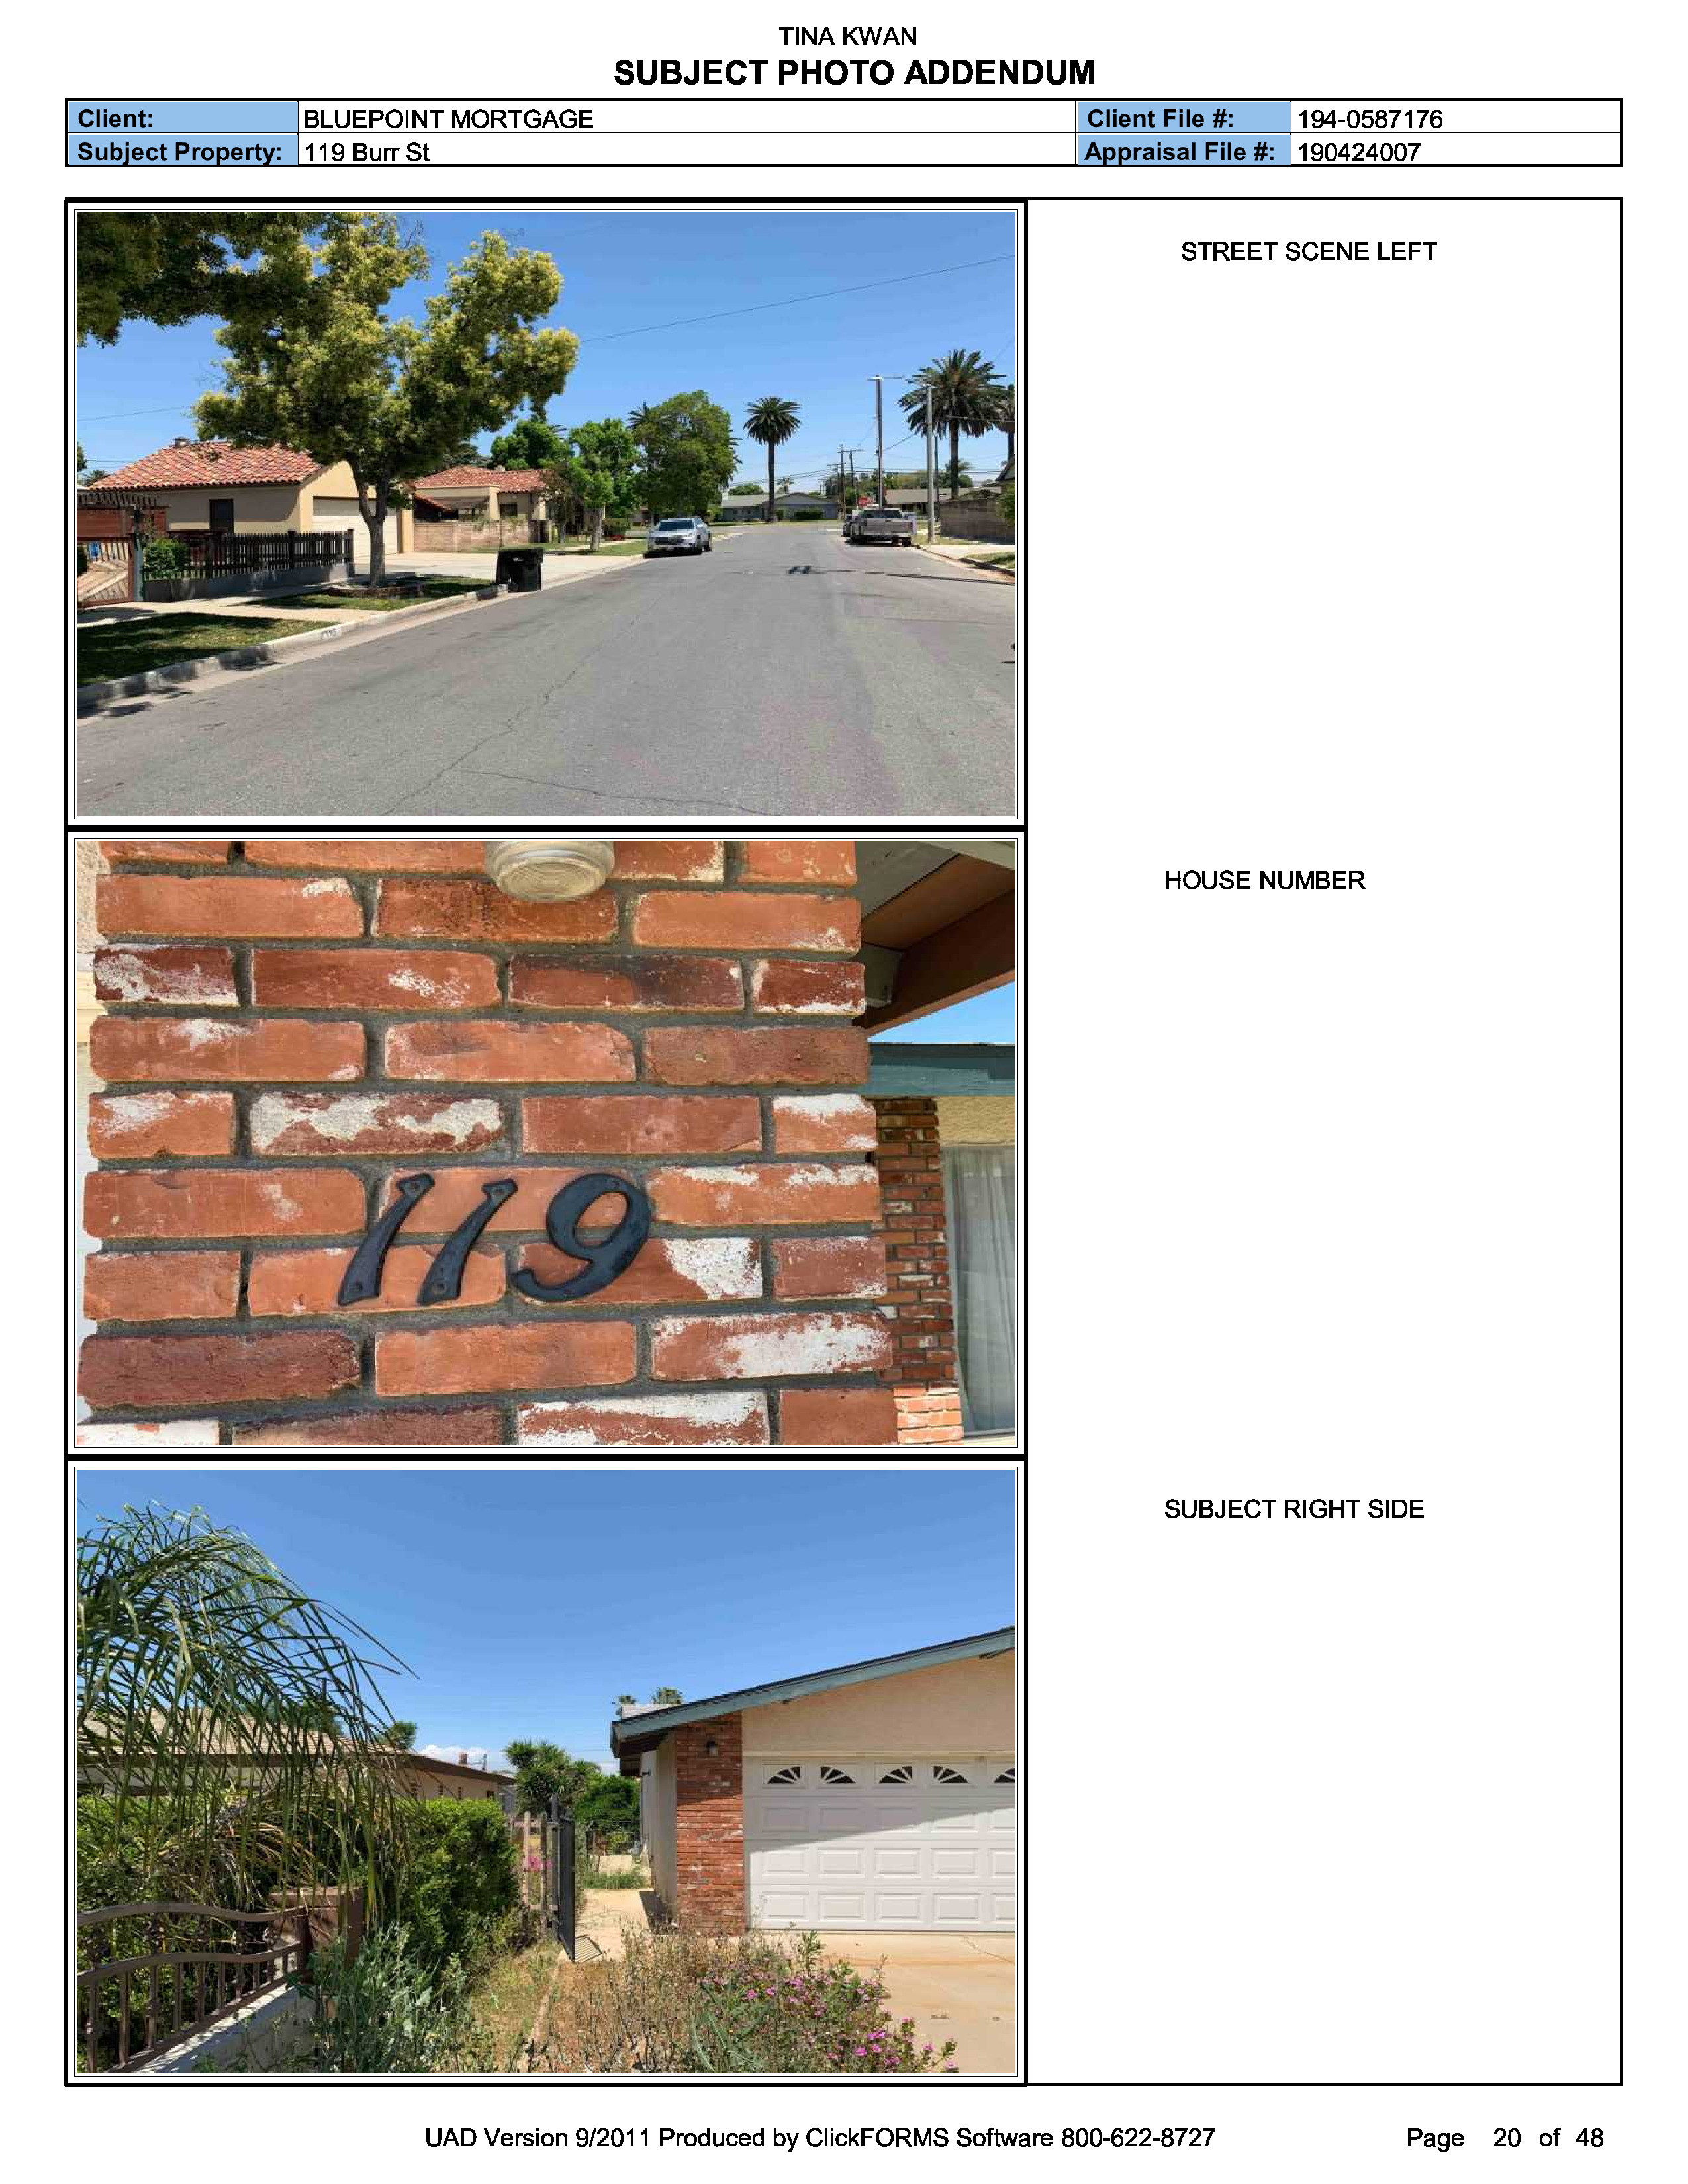 TINA KWAN
SUBJECT PHOTO ADDENDUM
Client: BLUEPOINT MORTGAGE Client File #: 194-0587176
Subject Property: 119 Burr St Appraisal File #: 190424007
STREET SCENE LEFT
HOUSE NUMBER
119
SUBJECT RIGHT SIDE
UAD Version 9/2011 Produced by ClickFORMS Software 800-622-8727 Page 20 of 48